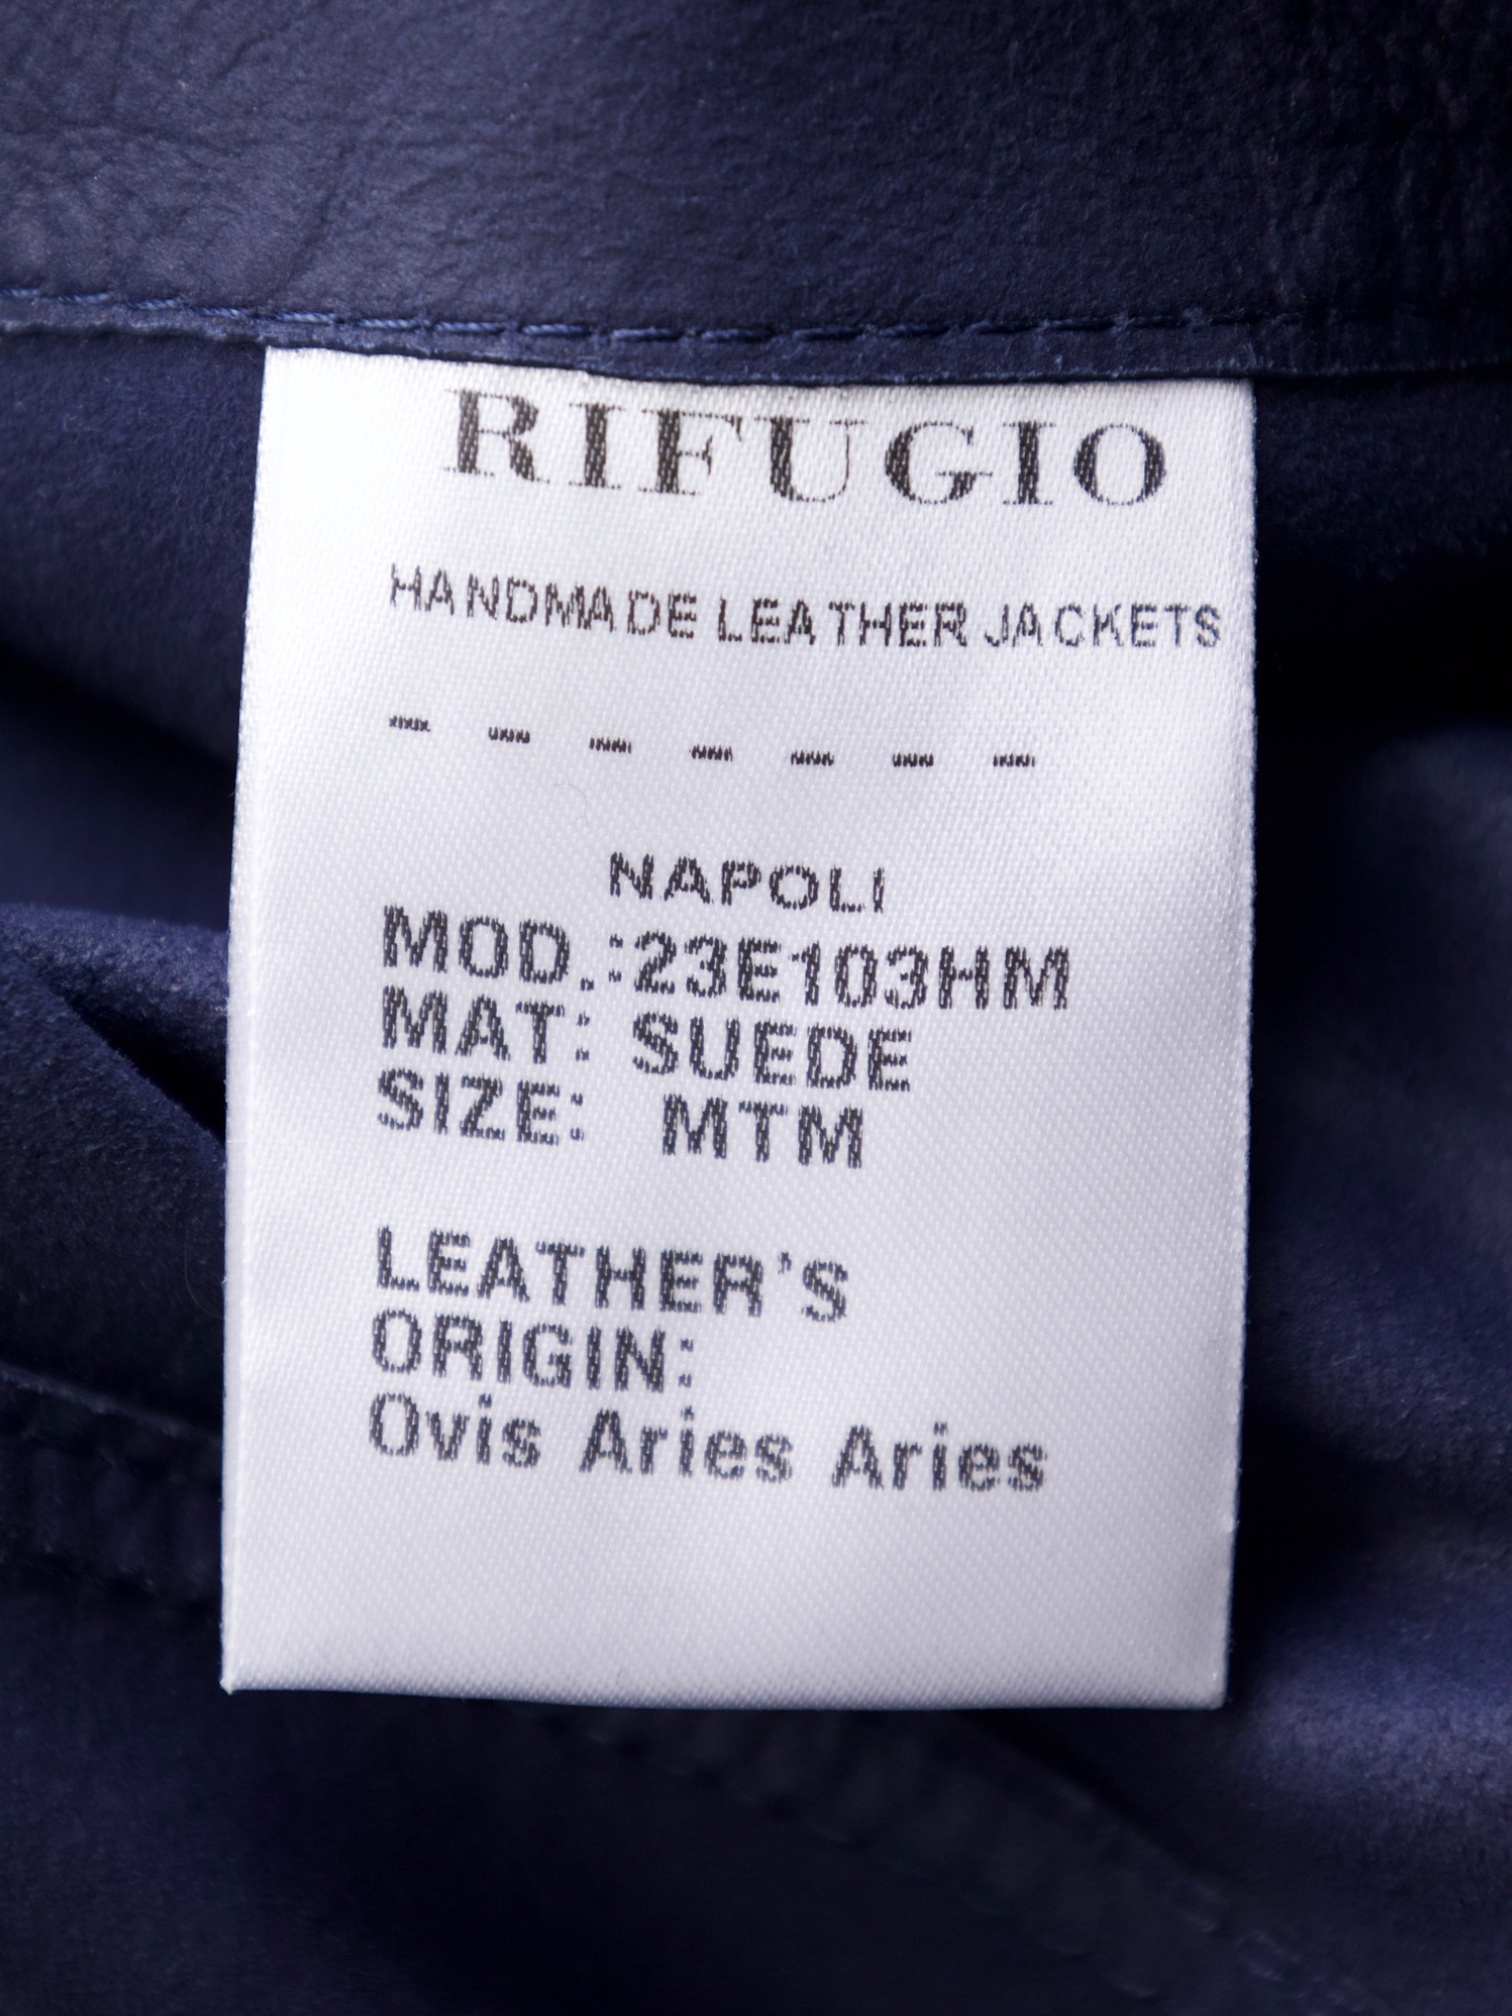 RIFUGIO
HANDMADE LEATHER JACKETS
- - - - - - -
NAPOLI
MOD.:23E103HM
MAT: SUEDE
SIZE: MTM
LEATHER'S
ORIGIN:
Ovis Aries Aries